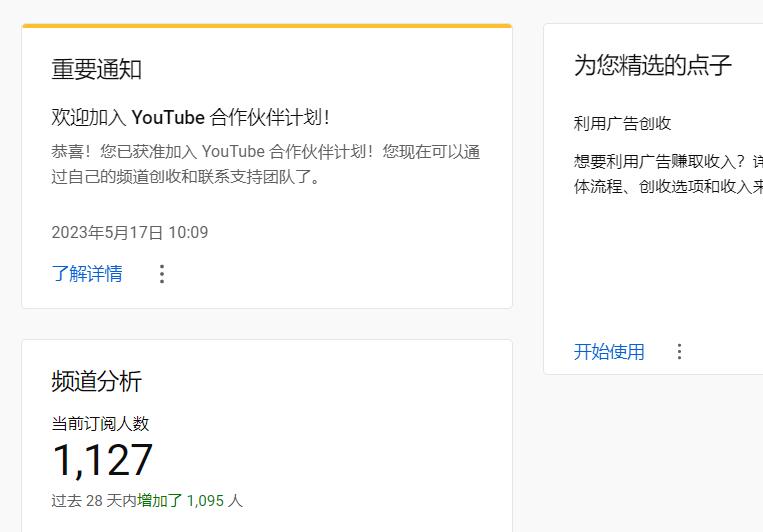 重要通知
欢迎加入 YouTube 合作伙伴计划！
恭喜！您已获准加入 YouTube 合作伙伴计划！您现在可以通
过自己的频道创收和联系支持团队了。
2023年5月17日 10:09
了解详情
频道分析
当前订阅人数
1,127
过去 28 天内增加了 1,095 人
为您精选的点子
利用广告创收
想要利用广告赚取收入？详
体流程、创收选项和收入来
开始使用